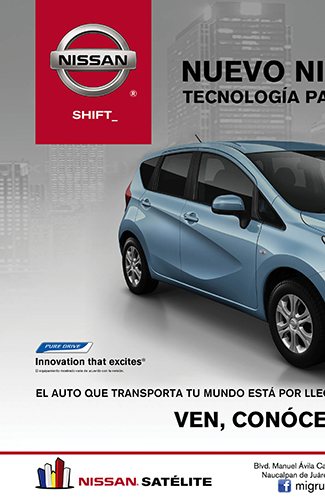 NISSAN
®
SHIFT_
NUEVO NI
TECNOLOGÍA PA
PURE DRIVE
Innovation that excites®
EL AUTO QUE TRANSPORTA TU MUNDO ESTÁ POR LLEG
VEN, CONÓCE
NISSAN SATÉLITE
Blvd. Manuel Ávila Ca
Naucalpan de Juáre
f migru